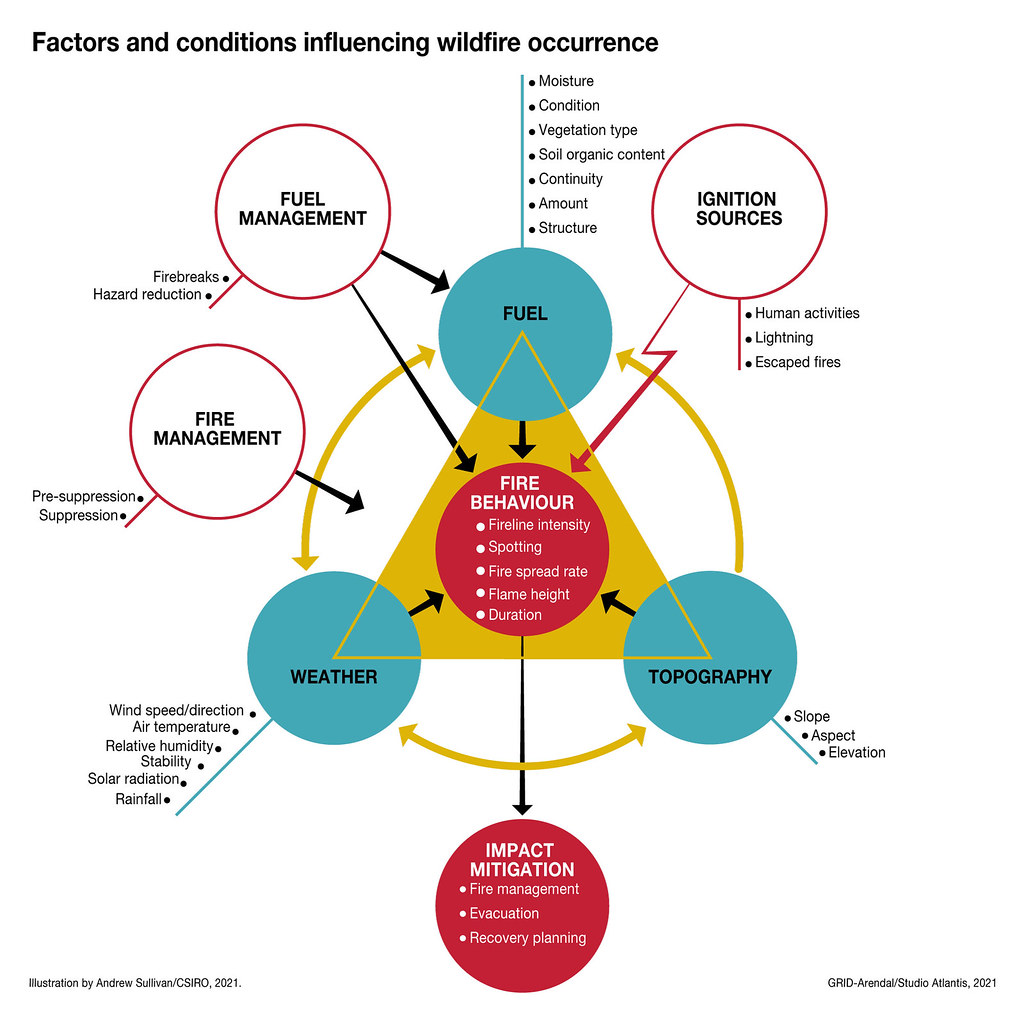 Factors and conditions influencing wildfire occurrence
• Moisture
• Condition
• Vegetation type
• Soil organic content
• Continuity
• Amount
• Structure
FUEL
MANAGEMENT
Firebreaks •
Hazard reduction •
IGNITION
SOURCES
• Human activities
• Lightning
• Escaped fires
FUEL
FIRE
MANAGEMENT
Pre-suppression •
Suppression •
FIRE
BEHAVIOUR
• Fireline intensity
• Spotting
• Fire spread rate
• Flame height
• Duration
WEATHER
Wind speed/direction •
Air temperature •
Relative humidity •
Stability •
Solar radiation •
Rainfall •
TOPOGRAPHY
• Slope
• Aspect
• Elevation
IMPACT
MITIGATION
• Fire management
• Evacuation
• Recovery planning
Illustration by Andrew Sullivan/CSIRO, 2021.
GRID-Arendal/Studio Atlantis, 2021